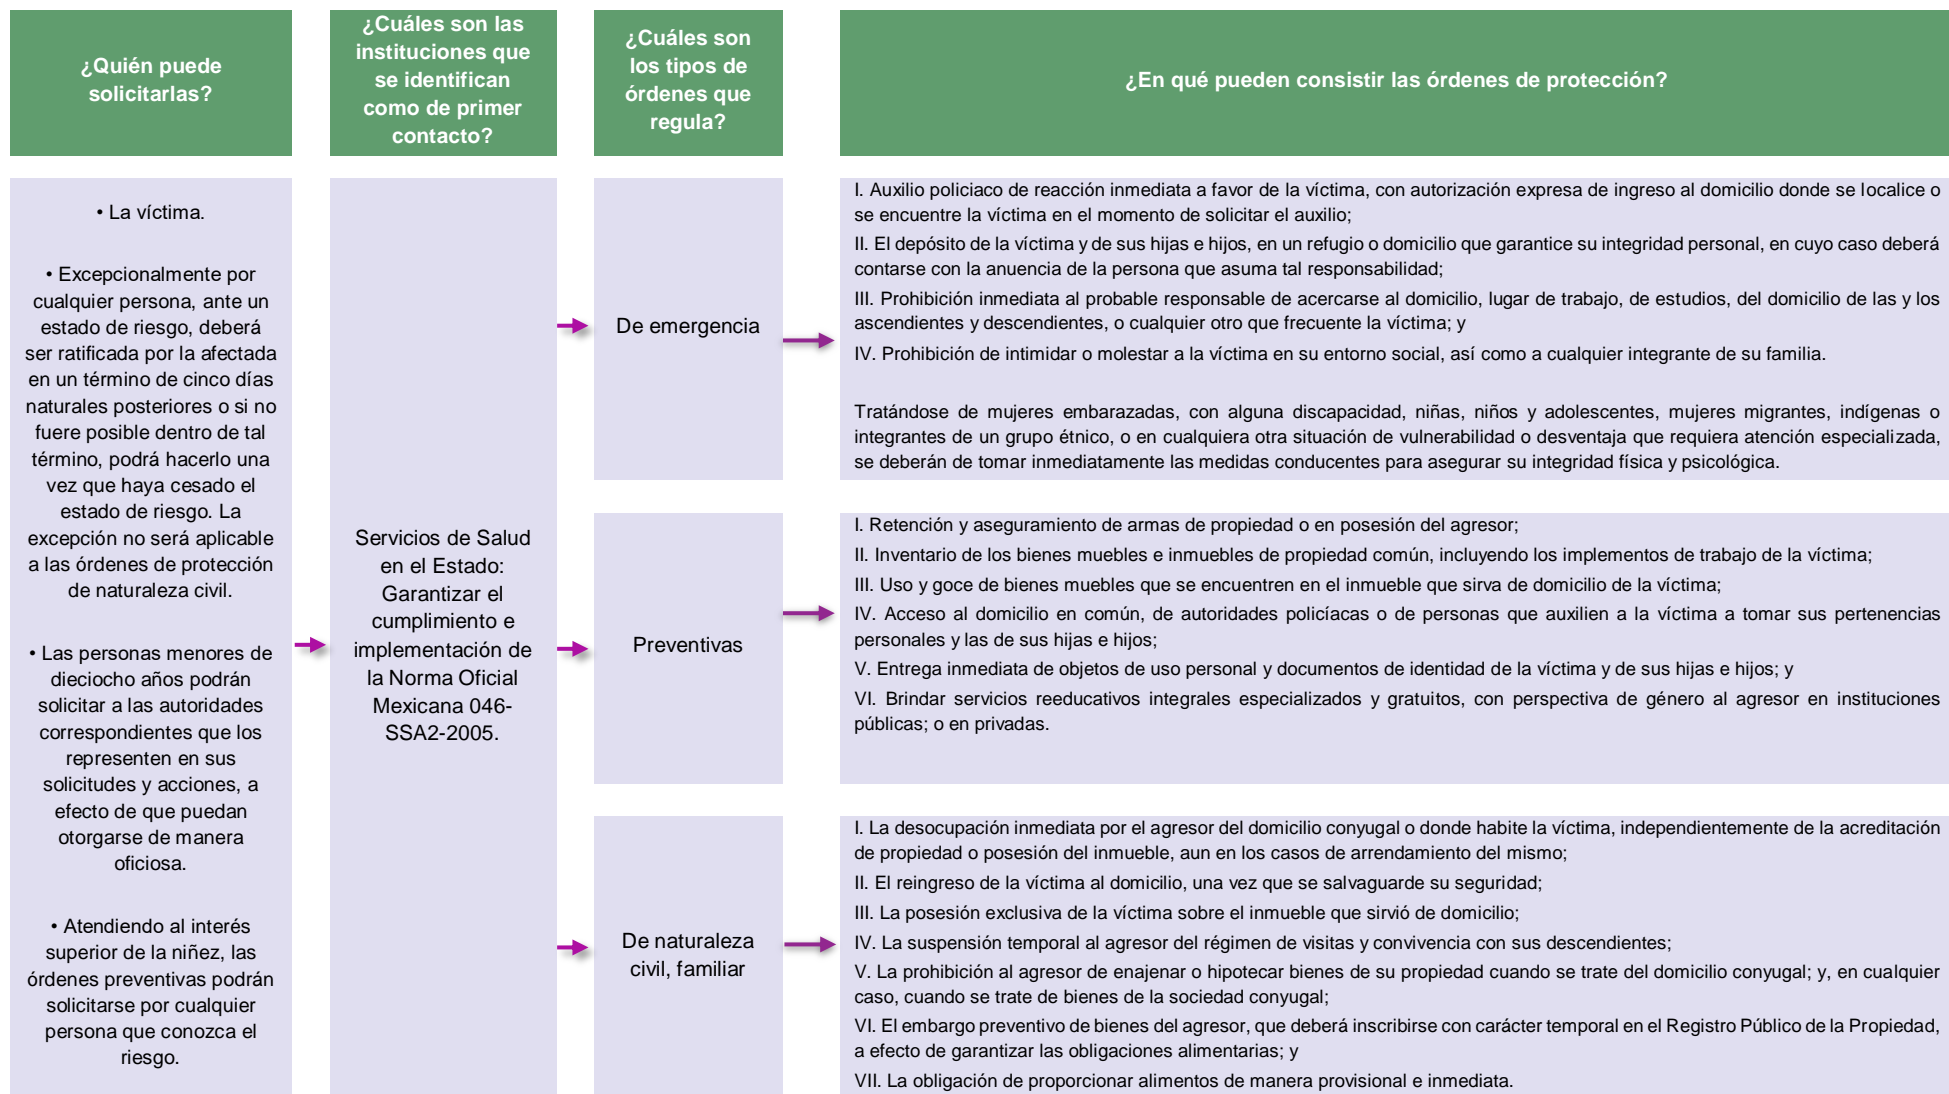 ¿Quién puede
solicitarlas?
¿Cuáles son las
instituciones que
se identifican
como de primer
contacto?
¿Cuáles son
los tipos de
órdenes que
regula?
¿En qué pueden consistir las órdenes de protección?
• La víctima.
• Excepcionalmente por
cualquier persona, ante un
estado de riesgo, deberá
ser ratificada por la afectada
en un término de cinco días
naturales posteriores o si no
fuere posible dentro de tal
término, podrá hacerlo una
vez que haya cesado el
estado de riesgo. La
excepción no será aplicable
a las órdenes de protección
de naturaleza civil.
• Las personas menores de
dieciocho años podrán
solicitar a las autoridades
correspondientes que los
representen en sus
solicitudes y acciones, a
efecto de que puedan
otorgarse de manera
oficiosa.
• Atendiendo al interés
superior de la niñez, las
órdenes preventivas podrán
solicitarse por cualquier
persona que conozca el
riesgo.
Servicios de Salud
en el Estado:
Garantizar el
cumplimiento e
implementación de
la Norma Oficial
Mexicana 046-
SSA2-2005.
De emergencia
I. Auxilio policiaco de reacción inmediata a favor de la víctima, con autorización expresa de ingreso al domicilio donde se localice o
se encuentre la víctima en el momento de solicitar el auxilio;
II. El depósito de la víctima y de sus hijas e hijos, en un refugio o domicilio que garantice su integridad personal, en cuyo caso deberá
contarse con la anuencia de la persona que asuma tal responsabilidad;
III. Prohibición inmediata al probable responsable de acercarse al domicilio, lugar de trabajo, de estudios, del domicilio de las y los
ascendientes y descendientes, o cualquier otro que frecuente la víctima; y
IV. Prohibición de intimidar o molestar a la víctima en su entorno social, así como a cualquier integrante de su familia.
Tratándose de mujeres embarazadas, con alguna discapacidad, niñas, niños y adolescentes, mujeres migrantes, indígenas o
integrantes de un grupo étnico, o en cualquiera otra situación de vulnerabilidad o desventaja que requiera atención especializada,
se deberán de tomar inmediatamente las medidas conducentes para asegurar su integridad física y psicológica.
Preventivas
I. Retención y aseguramiento de armas de propiedad o en posesión del agresor;
II. Inventario de los bienes muebles e inmuebles de propiedad común, incluyendo los implementos de trabajo de la víctima;
III. Uso y goce de bienes muebles que se encuentren en el inmueble que sirva de domicilio de la víctima;
IV. Acceso al domicilio en común, de autoridades policíacas o de personas que auxilien a la víctima a tomar sus pertenencias
personales y las de sus hijas e hijos;
V. Entrega inmediata de objetos de uso personal y documentos de identidad de la víctima y de sus hijas e hijos; y
VI. Brindar servicios reeducativos integrales especializados y gratuitos, con perspectiva de género al agresor en instituciones
públicas; o en privadas.
De naturaleza
civil, familiar
I. La desocupación inmediata por el agresor del domicilio conyugal o donde habite la víctima, independientemente de la acreditación
de propiedad o posesión del inmueble, aun en los casos de arrendamiento del mismo;
II. El reingreso de la víctima al domicilio, una vez que se salvaguarde su seguridad;
III. La posesión exclusiva de la víctima sobre el inmueble que sirvió de domicilio;
IV. La suspensión temporal al agresor del régimen de visitas y convivencia con sus descendientes;
V. La prohibición al agresor de enajenar o hipotecar bienes de su propiedad cuando se trate del domicilio conyugal; y, en cualquier
caso, cuando se trate de bienes de la sociedad conyugal;
VI. El embargo preventivo de bienes del agresor, que deberá inscribirse con carácter temporal en el Registro Público de la Propiedad,
a efecto de garantizar las obligaciones alimentarias; y
VII. La obligación de proporcionar alimentos de manera provisional e inmediata.